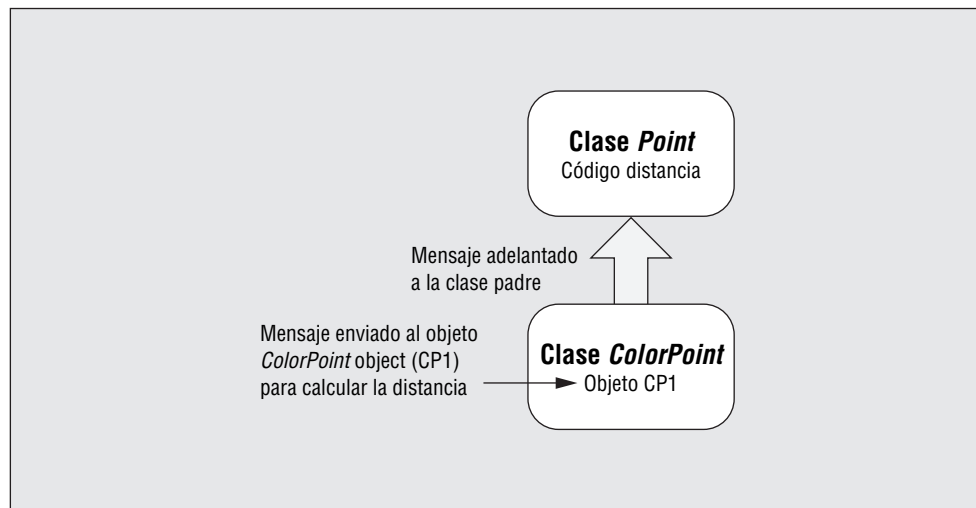 Clase Point
Código distancia
Mensaje adelantado
a la clase padre
Mensaje enviado al objeto
ColorPoint object (CP1)
para calcular la distancia
Clase ColorPoint
Objeto CP1